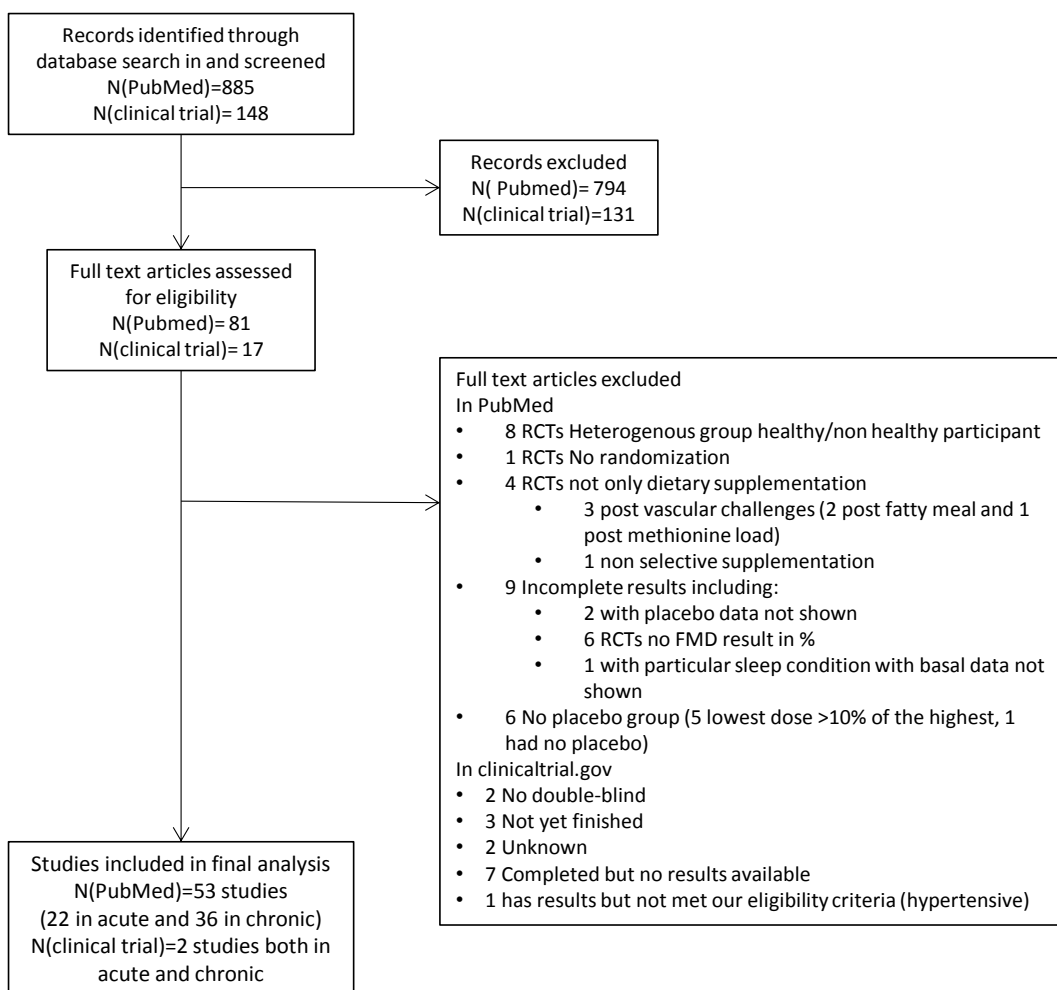 Records identified through
database search in and screened
N(PubMed)=885
N(clinical trial)= 148
Records excluded
N( Pubmed)= 794
N(clinical trial)=131
Full text articles assessed
for eligibility
N(Pubmed)= 81
N(clinical trial)= 17
Full text articles excluded
In PubMed
• 8 RCTs Heterogenous group healthy/non healthy participant
• 1 RCTs No randomization
• 4 RCTs not only dietary supplementation
• 3 post vascular challenges (2 post fatty meal and 1
post methionine load)
• 1 non selective supplementation
• 9 Incomplete results including:
• 2 with placebo data not shown
• 6 RCTs no FMD result in %
• 1 with particular sleep condition with basal data not
shown
• 6 No placebo group (5 lowest dose >10% of the highest, 1
had no placebo)
In clinicaltrial.gov
• 2 No double-blind
• 3 Not yet finished
• 2 Unknown
• 7 Completed but no results available
• 1 has results but not met our eligibility criteria (hypertensive)
Studies included in final analysis
N(PubMed)=53 studies
(22 in acute and 36 in chronic)
N(clinical trial)=2 studies both in
acute and chronic